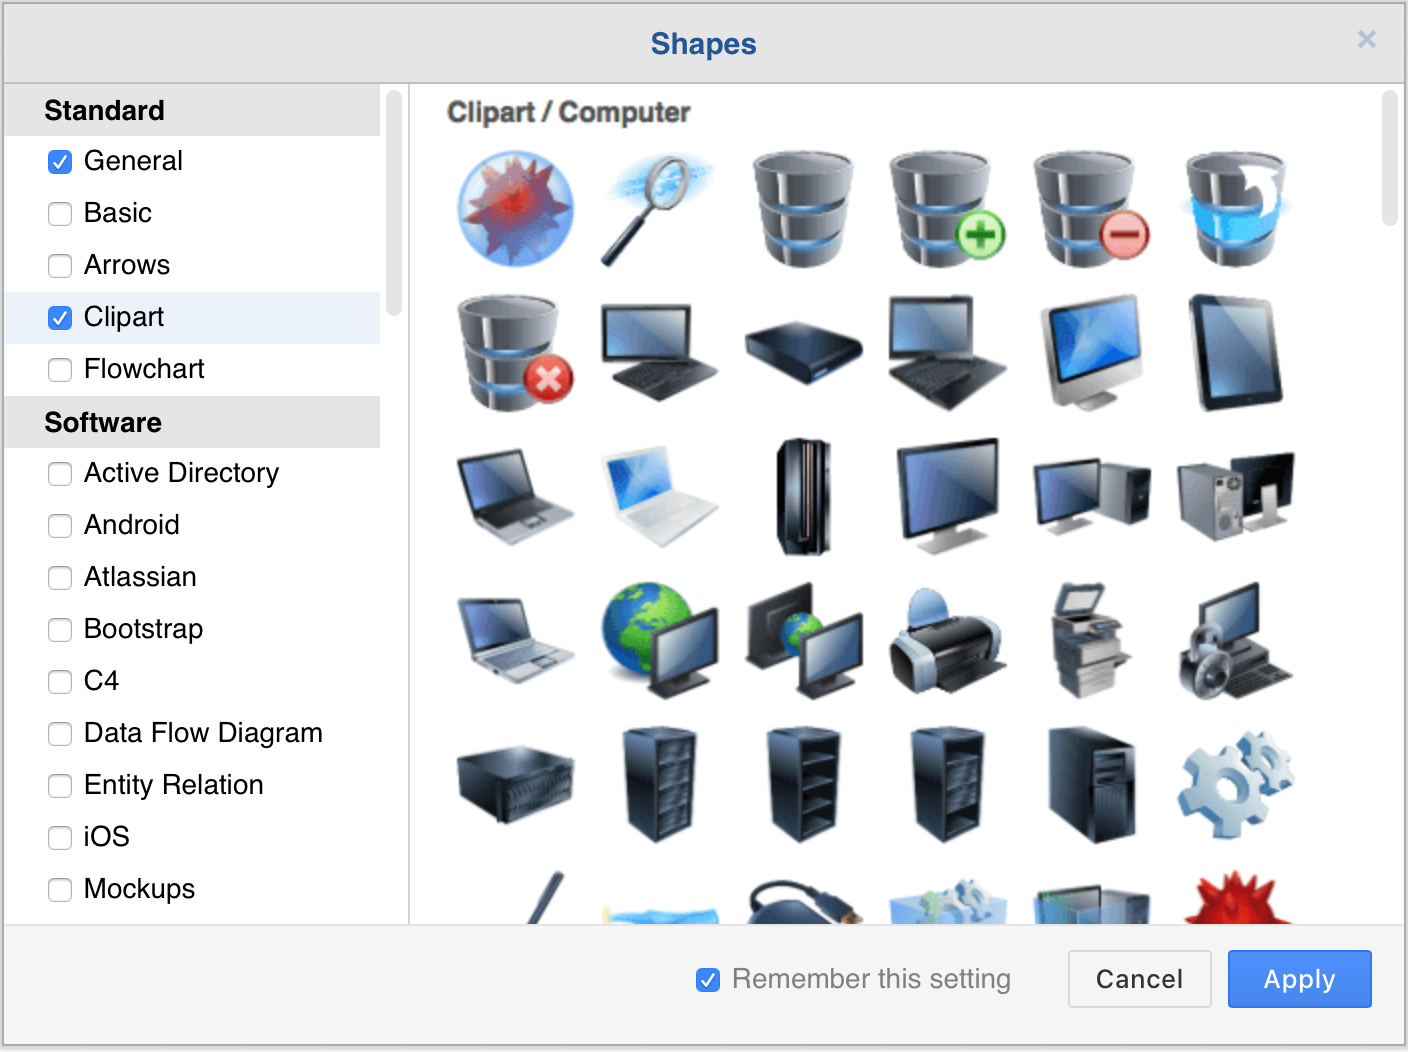 Shapes
×
Standard
General
Basic
Arrows
Clipart
Flowchart
Software
Active Directory
Android
Atlassian
Bootstrap
C4
Data Flow Diagram
Entity Relation
iOS
Mockups
Clipart / Computer
Remember this setting
Cancel
Apply